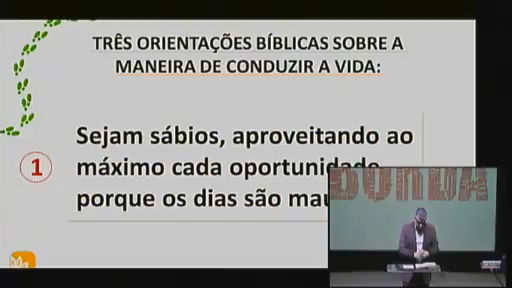 TRÊS ORIENTAÇÕES BÍBLICAS SOBRE A
MANEIRA DE CONDUZIR A VIDA:
1
Sejam sábios, aproveitando ao
máximo cada oportunidade
porque os dias são